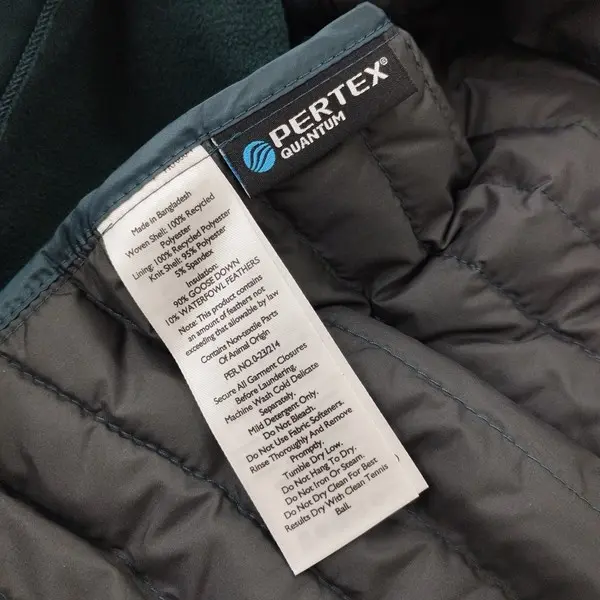 PERTEX®
QUANTUM
Made in Bangladesh
Woven Shell: 100% Recycled
Polyester
Lining: 100% Recycled Polyester
Knit Shell: 95% Polyester
5% Spandex
Insulation:
90% GOOSE DOWN
10% WATERFOWL FEATHERS
Note: This product contains
an amount of feathers not
exceeding that allowable by law
Contains Non-textile Parts
Of Animal Origin
PER NO.0-23/214
Secure All Garment Closures
Before Laundering.
Machine Wash Cold Delicate
Separately.
Mild Detergent Only.
Do Not Bleach.
Do Not Use Fabric Softeners.
Rinse Thoroughly And Remove
Promptly.
Tumble Dry Low.
Do Not Hang To Dry.
Do Not Iron Or Steam.
Do Not Dry Clean For Best
Results Dry With Clean Tennis
Ball.